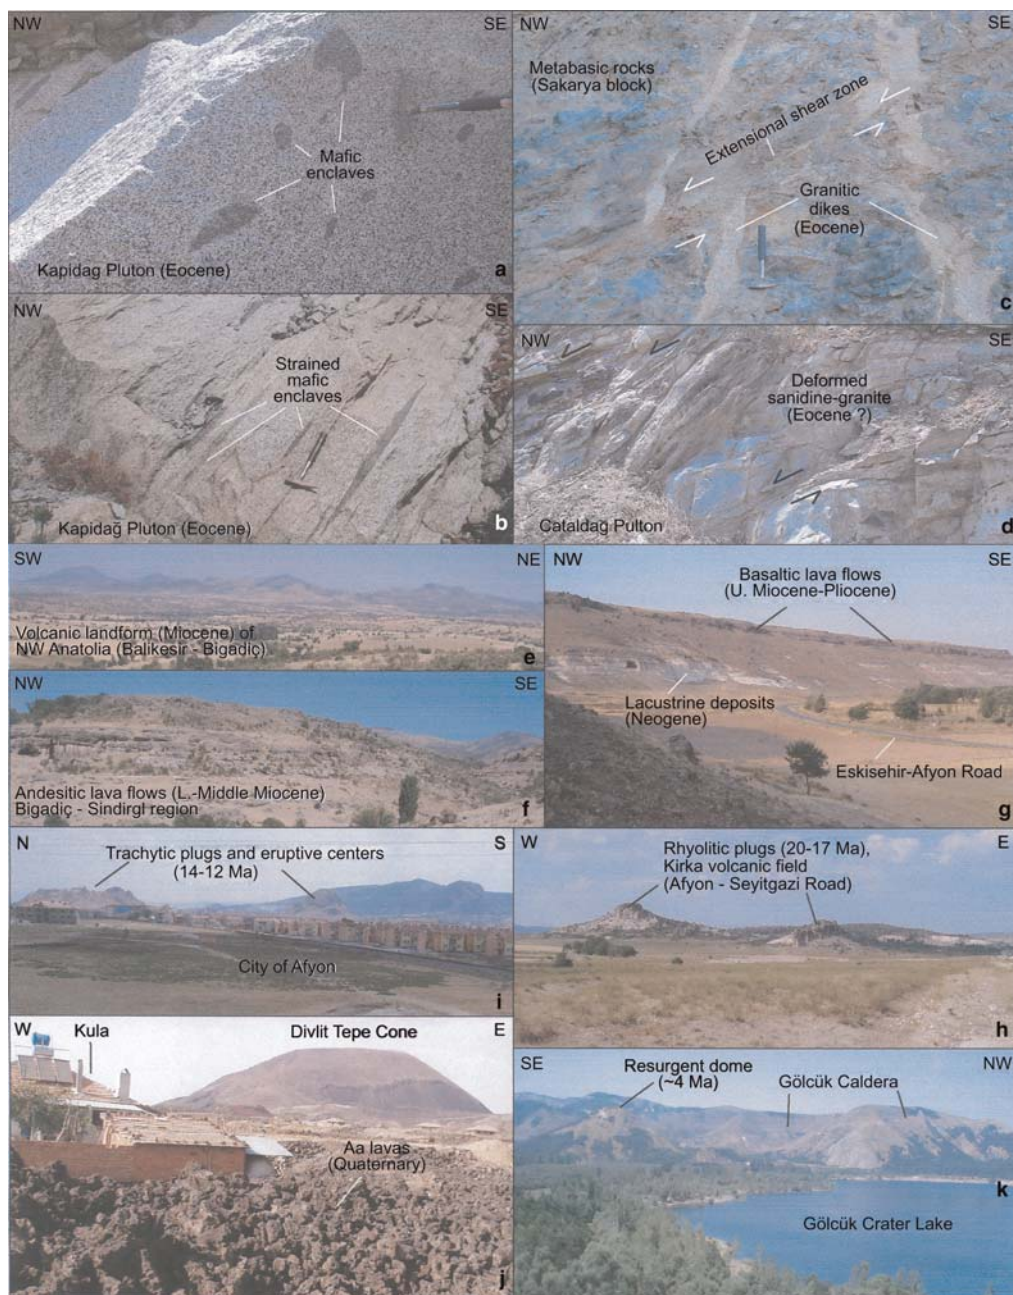 NW
SE
Mafic
enclaves
Kapidag Pluton (Eocene)
a
NW
SE
Strained
mafic
enclaves
Kapidağ Pluton (Eocene)
b
NW
SE
Metabasic rocks
(Sakarya block)
Extensional shear zone
Granitic
dikes
(Eocene)
c
NW
SE
Deformed
sanidine-granite
(Eocene ?)
Cataldağ Pulton
d
SW
NE
Volcanic landform (Miocene) of
NW Anatolia (Balikesir - Bigadiç)
e
NW
SE
Andesitic lava flows (L.-Middle Miocene)
Bigadiç - Sindirgl region
f
NW
SE
Basaltic lava flows
(U. Miocene-Pliocene)
Lacustrine deposits
(Neogene)
Eskisehir-Afyon Road
g
N
S
Trachytic plugs and eruptive centers
(14-12 Ma)
City of Afyon
i
W
E
Rhyolitic plugs (20-17 Ma),
Kirka volcanic field
(Afyon - Seyitgazi Road)
h
W
E
Kula
Divlit Tepe Cone
Aa lavas
(Quaternary)
j
SE
NW
Resurgent dome
(~4 Ma)
Gölcük Caldera
k
Gölcük Crater Lake